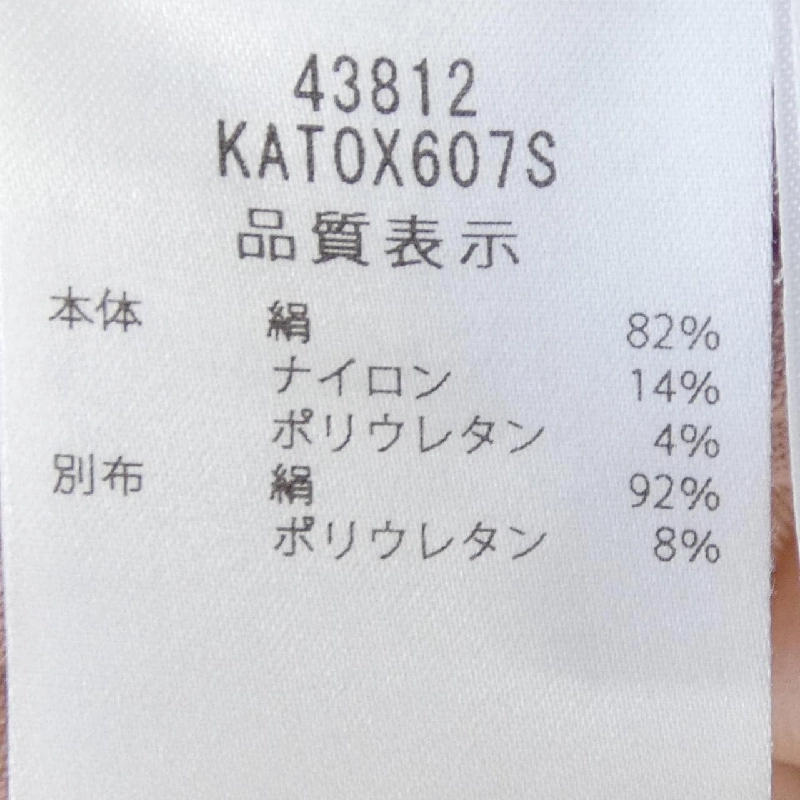 43812
KATOX607S
品質表示
本体 絹 82%
ナイロン 14%
ポリウレタン 4%
別布 絹 92%
ポリウレタン 8%